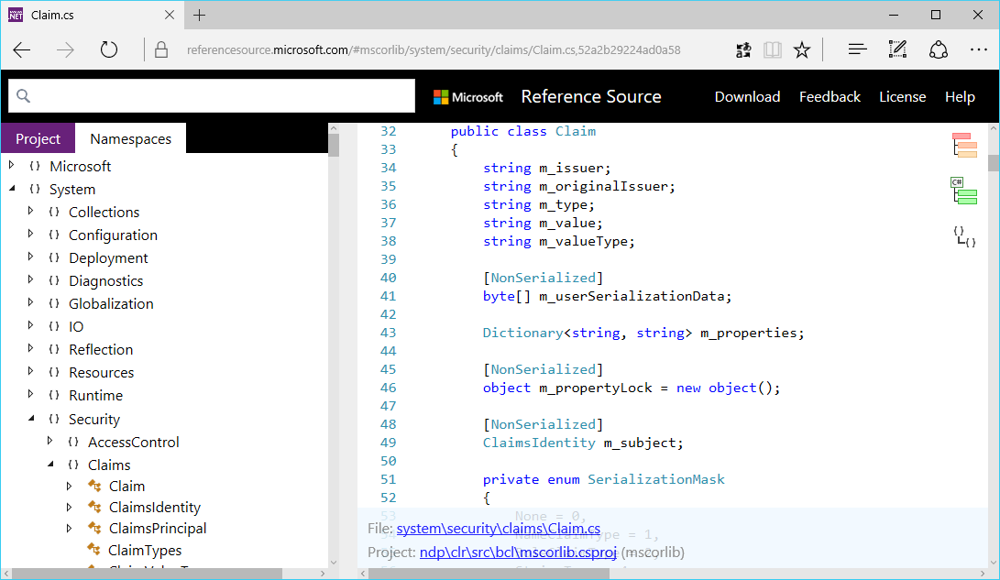 Claim.cs
referencesource.microsoft.com/#mscorlib/system/security/claims/Claim.cs,52a2b29224ad0a58
Microsoft Reference Source Download Feedback License Help
Project Namespaces
{} Microsoft
{} System
{} Collections
{} Configuration
{} Deployment
{} Diagnostics
{} Globalization
{} IO
{} Reflection
{} Resources
{} Runtime
{} Security
{} AccessControl
{} Claims
Claim
ClaimsIdentity
ClaimsPrincipal
ClaimTypes
32 public class Claim
33 {
34 string m_issuer;
35 string m_originalIssuer;
36 string m_type;
37 string m_value;
38 string m_valueType;
39
40 [NonSerialized]
41 byte[] m_userSerializationData;
42
43 Dictionary<string, string> m_properties;
44
45 [NonSerialized]
46 object m_propertyLock = new object();
47
48 [NonSerialized]
49 ClaimsIdentity m_subject;
50
51 private enum SerializationMask
52 {
53 None = 0,
File: system\security\claims\Claim.cs
Project: ndp\clr\src\bcl\mscorlib.csproj (mscorlib)
C#